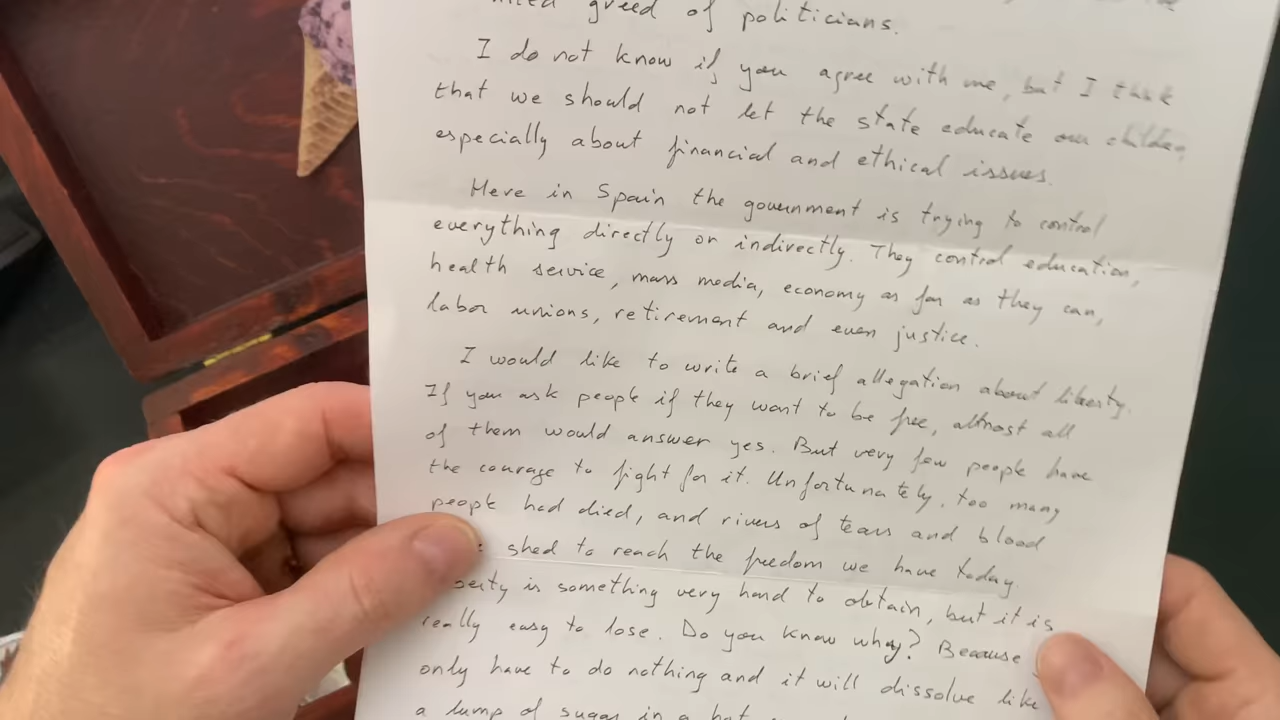 greed of politicians.
I do not know if you agree with me, but I think
that we should not let the state educate our children,
especially about financial and ethical issues.
Here in Spain the government is trying to control
everything directly or indirectly. They control education,
health service, mass media, economy as far as they can,
labor unions, retirement and even justice.
I would like to write a brief allegation about liberty.
If you ask people if they want to be free, almost all
of them would answer yes. But very few people have
the courage to fight for it. Unfortunately, too many
people had died, and rivers of tears and blood
shed to reach the freedom we have today.
is something very hard to obtain, but it is
really easy to lose. Do you know why? Because
only have to do nothing and it will dissolve like
a lump of sugar in a hot